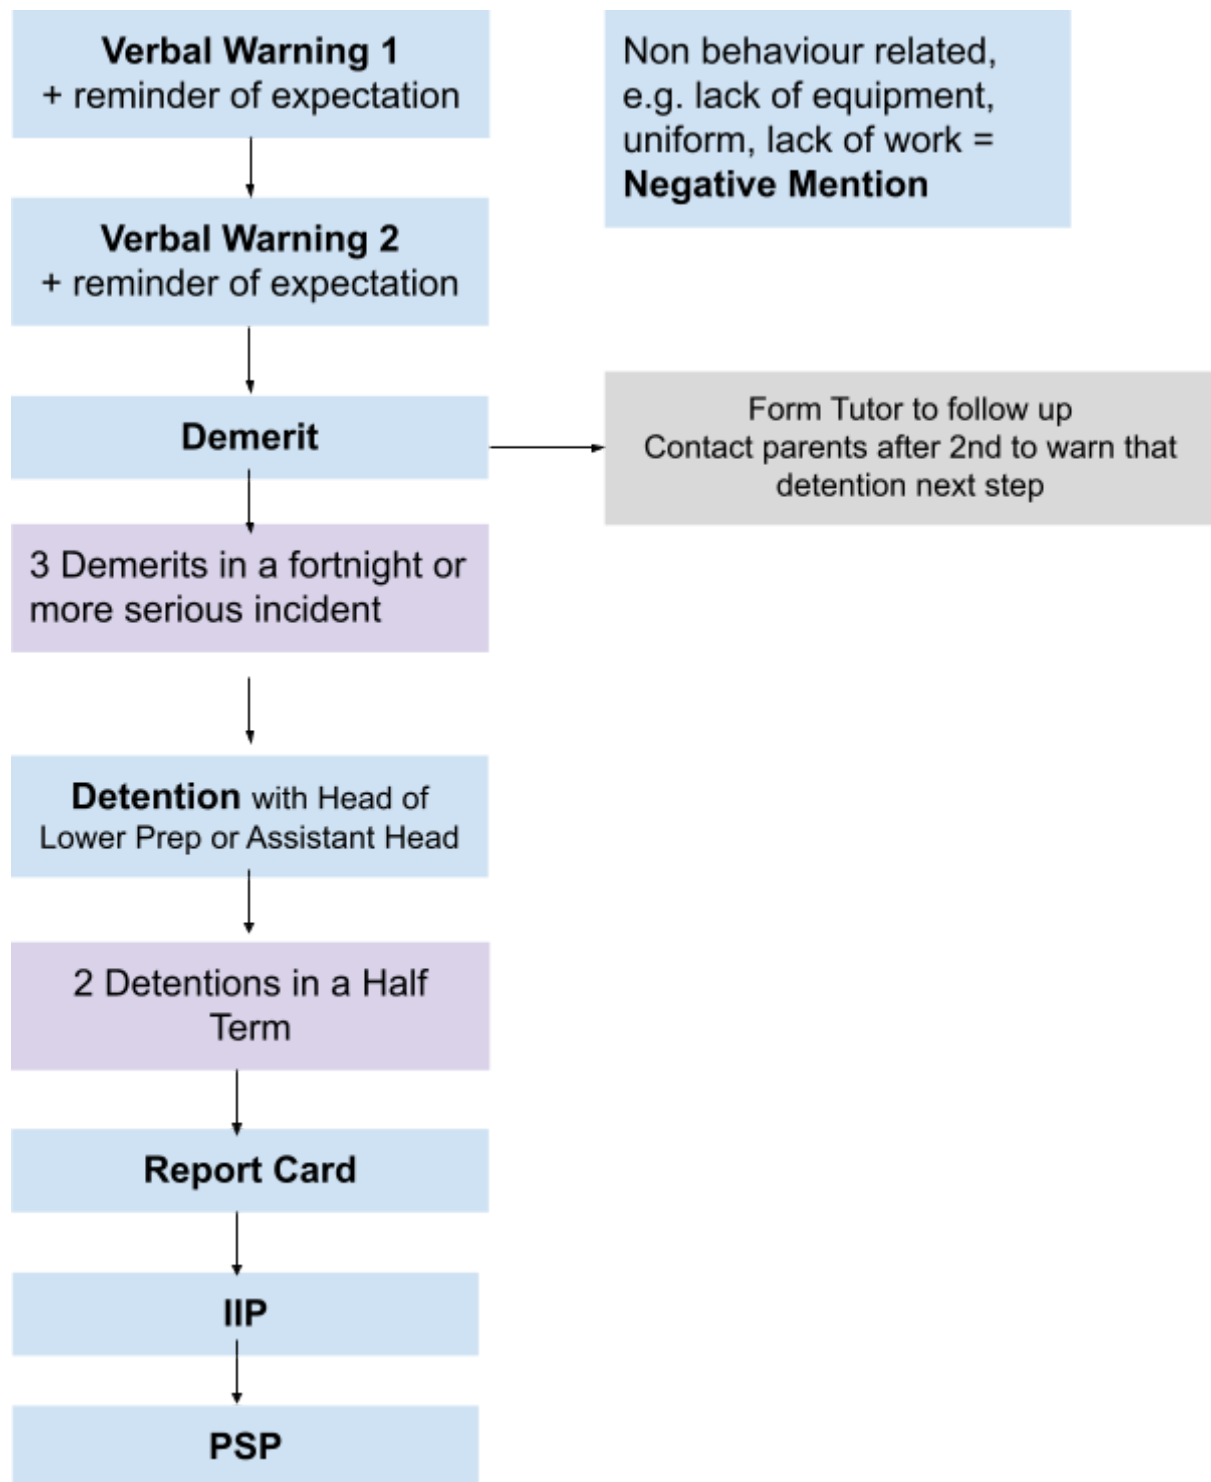 Verbal Warning 1
+ reminder of expectation
Non behaviour related,
e.g. lack of equipment,
uniform, lack of work =
Negative Mention
Verbal Warning 2
+ reminder of expectation
Demerit
Form Tutor to follow up
Contact parents after 2nd to warn that
detention next step
3 Demerits in a fortnight or
more serious incident
Detention with Head of
Lower Prep or Assistant Head
2 Detentions in a Half
Term
Report Card
IIP
PSP